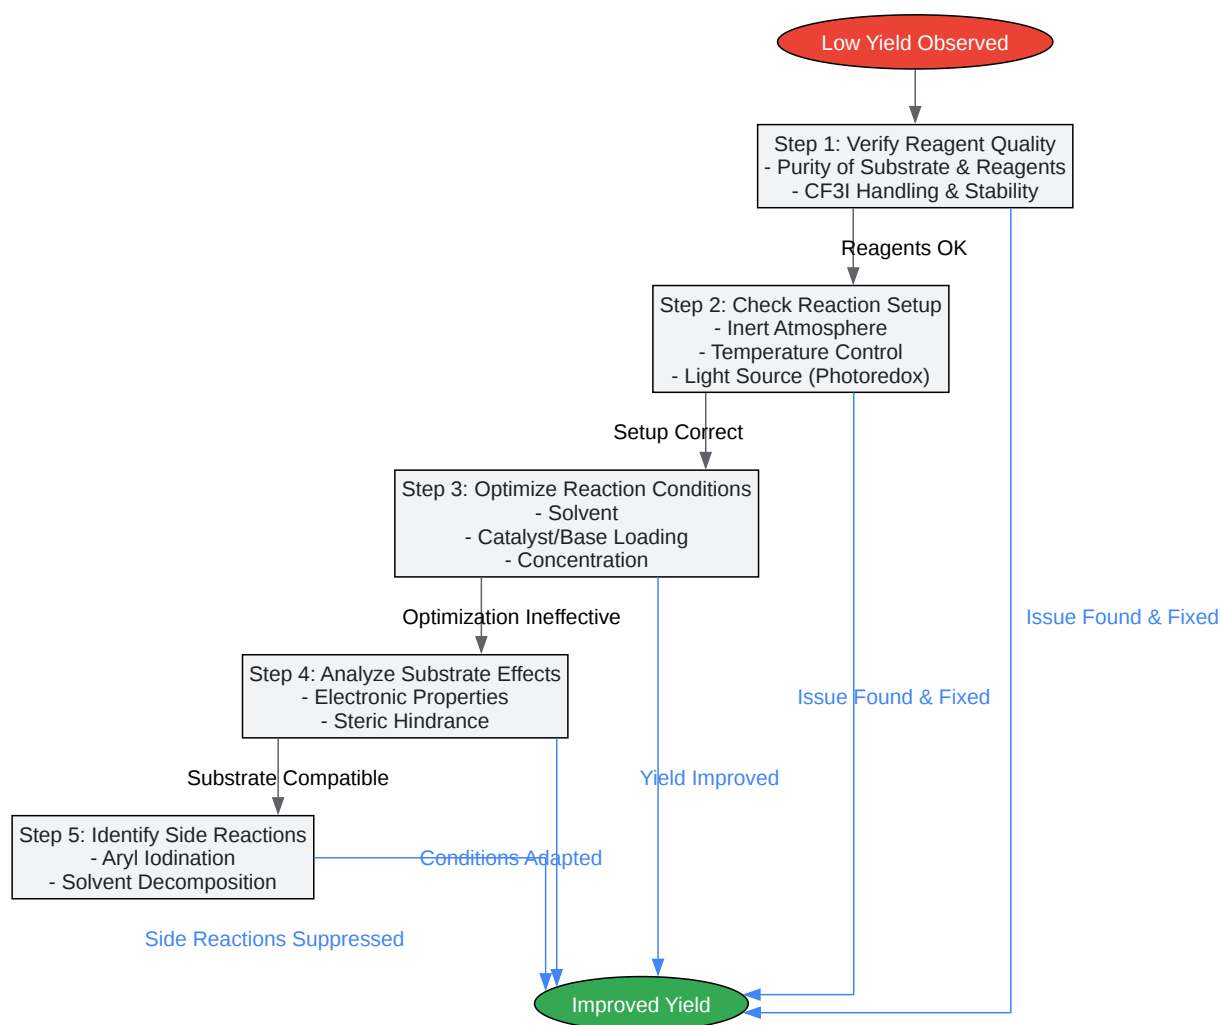 Low Yield Observed
Step 1: Verify Reagent Quality
- Purity of Substrate & Reagents
- CF3I Handling & Stability
Reagents OK
Step 2: Check Reaction Setup
- Inert Atmosphere
- Temperature Control
- Light Source (Photoredox)
Setup Correct
Step 3: Optimize Reaction Conditions
- Solvent
- Catalyst/Base Loading
- Concentration
Optimization Ineffective
Issue Found & Fixed
Step 4: Analyze Substrate Effects
- Electronic Properties
- Steric Hindrance
Issue Found & Fixed
Substrate Compatible
Yield Improved
Step 5: Identify Side Reactions
- Aryl Iodination
- Solvent Decomposition
Conditions Adapted
Side Reactions Suppressed
Improved Yield